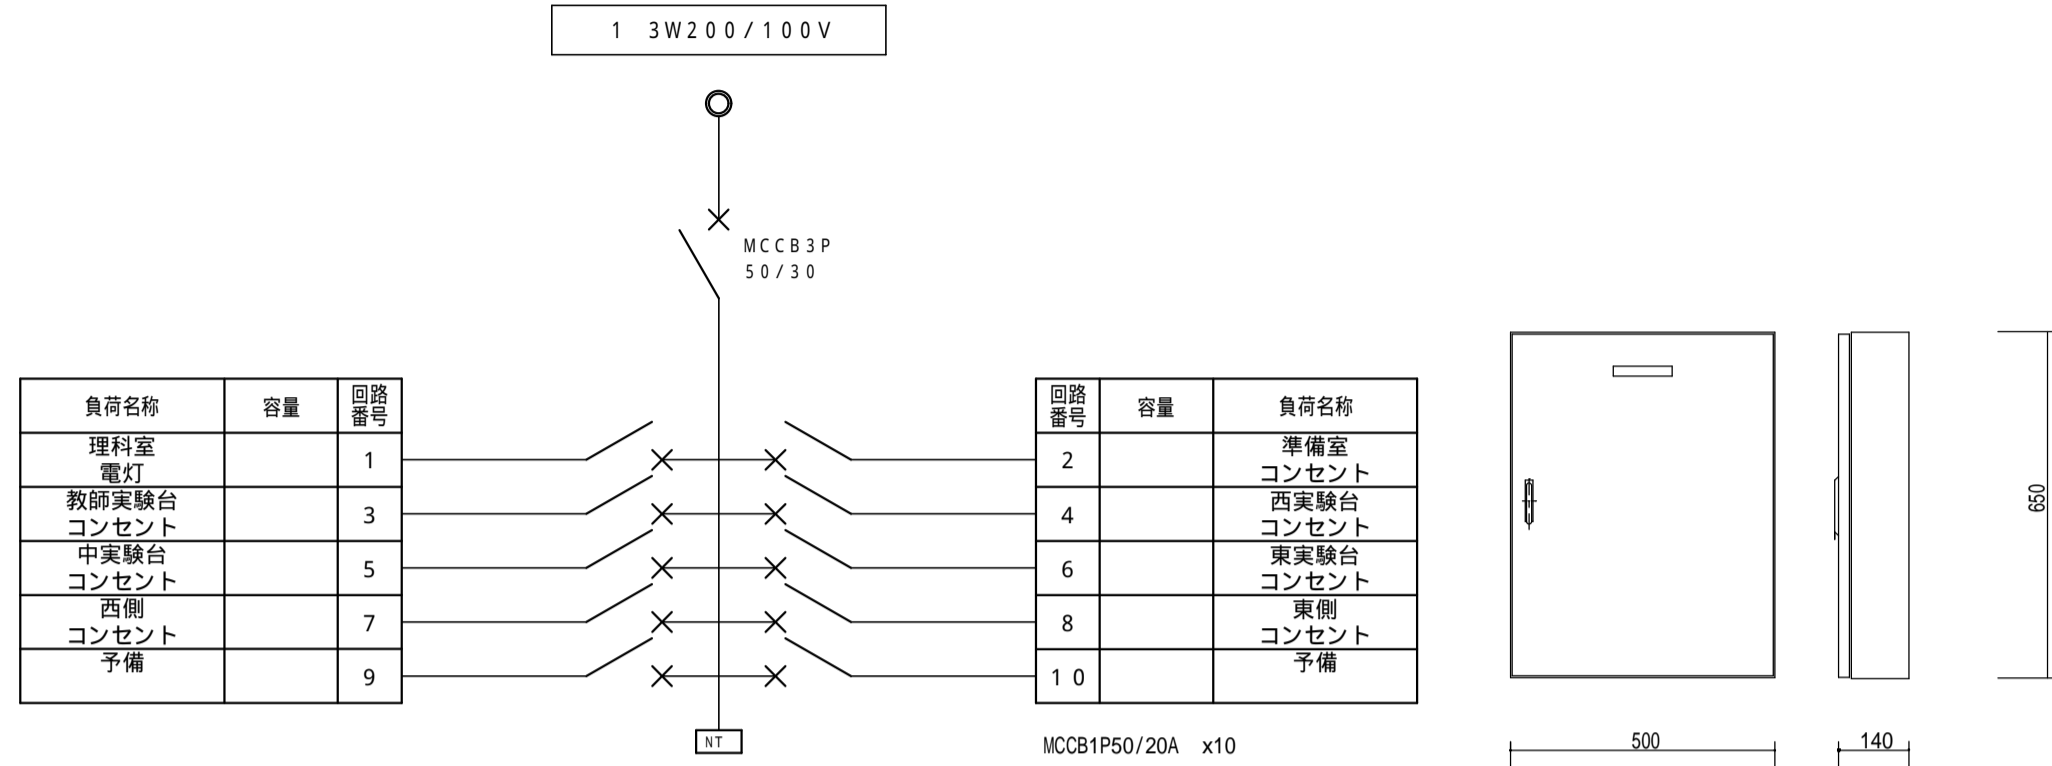 1 3W200/100V
MCCB3P
50/30
負荷名称 容量 回路
番号
理科室
電灯 1
教師実験台
コンセント 3
中実験台
コンセント 5
西側
コンセント 7
予備 9
回路
番号 容量 負荷名称
2 準備室
コンセント
4 西実験台
コンセント
6 東実験台
コンセント
8 東側
コンセント
10 予備
NT
MCCB1P50/20A x10
500
140
650